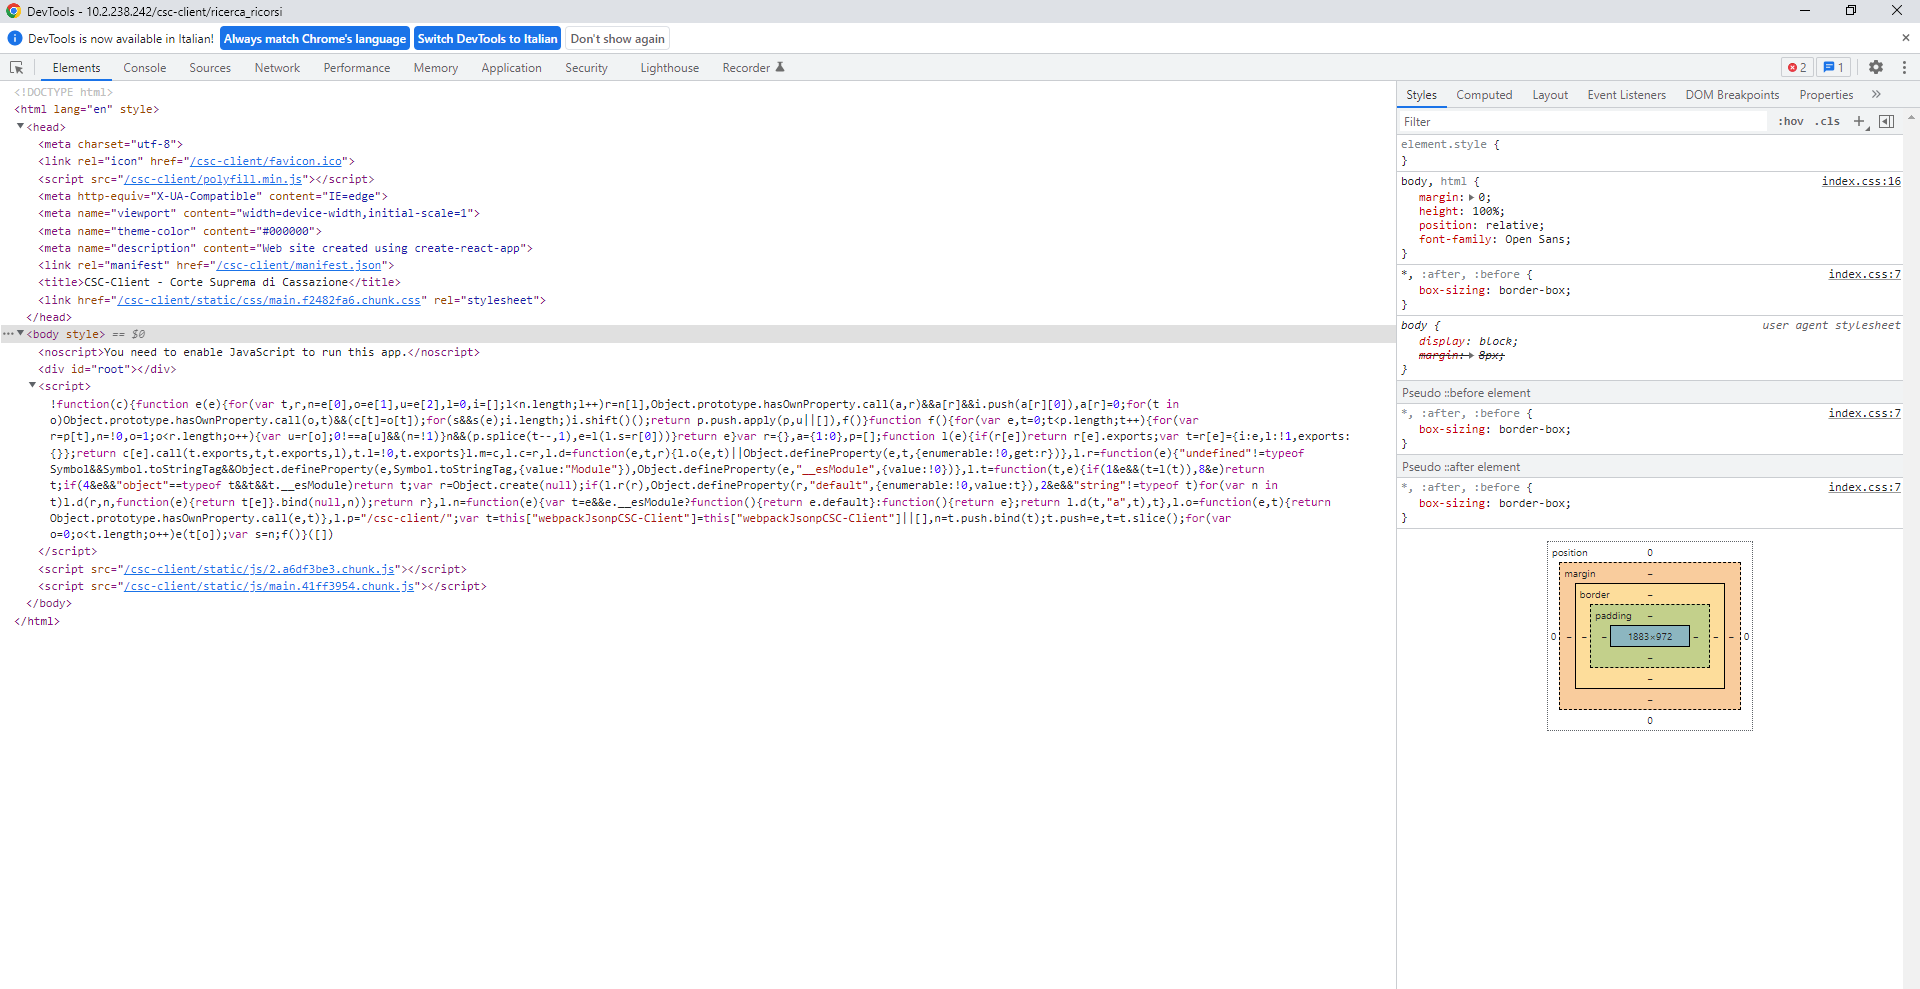 DevTools - 10.2.238.242/csc-client/ricerca_ricorsi
DevTools is now available in Italian! Always match Chrome's language Switch DevTools to Italian Don't show again
Elements Console Sources Network Performance Memory Application Security Lighthouse Recorder 2 1
<!DOCTYPE html>
<html lang="en" style>
<head>
<meta charset="utf-8">
<link rel="icon" href="/csc-client/favicon.ico">
<script src="/csc-client/polyfill.min.js"></script>
<meta http-equiv="X-UA-Compatible" content="IE=edge">
<meta name="viewport" content="width=device-width,initial-scale=1">
<meta name="theme-color" content="#000000">
<meta name="description" content="Web site created using create-react-app">
<link rel="manifest" href="/csc-client/manifest.json">
<title>CSC-Client - Corte Suprema di Cassazione</title>
<link href="/csc-client/static/css/main.f2482fa6.chunk.css" rel="stylesheet">
</head>
<body style> == $0
<noscript>You need to enable JavaScript to run this app.</noscript>
<div id="root"></div>
<script>
!function(c){function e(e){for(var t,r,n=e[0],o=e[1],u=e[2],l=0,i=[];l<n.length;l++)r=n[l],Object.prototype.hasOwnProperty.call(a,r)&&a[r]&&i.push(a[r][0]),a[r]=0;for(t in
o)Object.prototype.hasOwnProperty.call(o,t)&&(c[t]=o[t]);for(s&&s(e);i.length;)i.shift()();return p.push.apply(p,u||[]),f()}function f(){for(var e,t=0;t<p.length;t++){for(var
r=p[t],n=!0,o=1;o<r.length;o++){var u=r[o];0!==a[u]&&(n=!1)}n&&(p.splice(t--,1),e=l(l.s=r[0]))}return e}var r={},a={1:0},p=[];function l(e){if(r[e])return r[e].exports;var t=r[e]={i:e,l:!1,exports:
{}};return c[e].call(t.exports,t,t.exports,l),t.l=!0,t.exports}l.m=c,l.c=r,l.d=function(e,t,r){l.o(e,t)||Object.defineProperty(e,t,{enumerable:!0,get:r})},l.r=function(e){"undefined"!=typeof
Symbol&&Symbol.toStringTag&&Object.defineProperty(e,Symbol.toStringTag,{value:"Module"}),Object.defineProperty(e,"__esModule",{value:!0})},l.t=function(t,e){if(1&e&&(t=l(t)),8&e)return
t;if(4&e&&"object"==typeof t&&t&&t.__esModule)return t;var r=Object.create(null);if(l.r(r),Object.defineProperty(r,"default",{enumerable:!0,value:t}),2&e&&"string"!=typeof t)for(var n in
t)l.d(r,n,function(e){return t[e]}.bind(null,n));return r},l.n=function(e){var t=e&&e.__esModule?function(){return e.default}:function(){return e};return l.d(t,"a",t),t},l.o=function(e,t){return
Object.prototype.hasOwnProperty.call(e,t)},l.p="/csc-client/";var t=this["webpackJsonpCSC-Client"]=this["webpackJsonpCSC-Client"]||[],n=t.push.bind(t);t.push=e,t=t.slice();for(var
o=0;o<t.length;o++)e(t[o]);var s=n;f()}([])
</script>
<script src="/csc-client/static/js/2.a6df3be3.chunk.js"></script>
<script src="/csc-client/static/js/main.41ff3954.chunk.js"></script>
</body>
</html>
Styles Computed Layout Event Listeners DOM Breakpoints Properties
Filter :hov .cls
element.style {
}
body, html { index.css:16
margin: 0;
height: 100%;
position: relative;
font-family: Open Sans;
}
*, :after, :before { index.css:7
box-sizing: border-box;
}
body { user agent stylesheet
display: block;
margin: 8px;
}
Pseudo ::before element
*, :after, :before { index.css:7
box-sizing: border-box;
}
Pseudo ::after element
*, :after, :before { index.css:7
box-sizing: border-box;
}
position 0
margin –
border –
padding –
0 – – – 1883×972 – – – 0
–
–
–
0